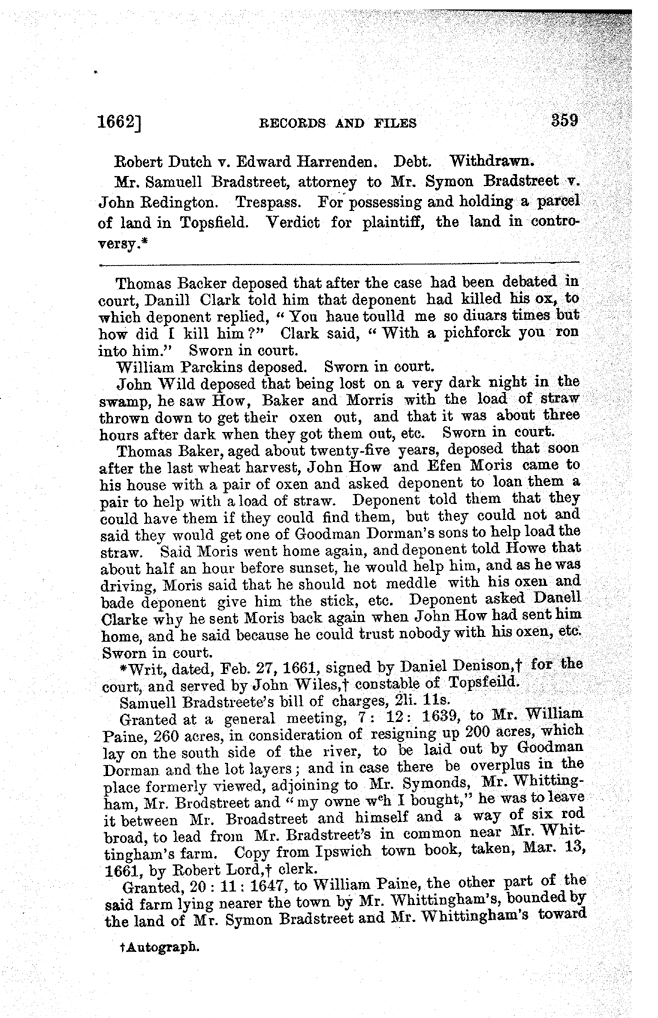 1662] RECORDS AND FILES 359
Robert Dutch v. Edward Harrenden. Debt. Withdrawn.
Mr. Samuell Bradstreet, attorney to Mr. Symon Bradstreet v.
John Redington. Trespass. For possessing and holding a parcel
of land in Topsfield. Verdict for plaintiff, the land in contro-
versy.*
Thomas Backer deposed that after the case had been debated in
court, Danill Clark told him that deponent had killed his ox, to
which deponent replied, “ You haue toulld me so diuars times but
how did I kill him?” Clark said, “ With a pichforck you ron
into him.” Sworn in court.
William Parckins deposed. Sworn in court.
John Wild deposed that being lost on a very dark night in the
swamp, he saw How, Baker and Morris with the load of straw
thrown down to get their oxen out, and that it was about three
hours after dark when they got them out, etc. Sworn in court.
Thomas Baker, aged about twenty-five years, deposed that soon
after the last wheat harvest, John How and Efen Moris came to
his house with a pair of oxen and asked deponent to loan them a
pair to help with a load of straw. Deponent told them that they
could have them if they could find them, but they could not and
said they would get one of Goodman Dorman's sons to help load the
straw. Said Moris went home again, and deponent told Howe that
about half an hour before sunset, he would help him, and as he was
driving, Moris said that he should not meddle with his oxen and
bade deponent give him the stick, etc. Deponent asked Danell
Clarke why he sent Moris back again when John How had sent him
home, and he said because he could trust nobody with his oxen, etc.
Sworn in court.
*Writ, dated, Feb. 27, 1661, signed by Daniel Denison,† for the
court, and served by John Wiles,† constable of Topsfeild.
Samuell Bradstreete's bill of charges, 2li. 11s.
Granted at a general meeting, 7 : 12 : 1639, to Mr. William
Paine, 260 acres, in consideration of resigning up 200 acres, which
lay on the south side of the river, to be laid out by Goodman
Dorman and the lot layers ; and in case there be overplus in the
place formerly viewed, adjoining to Mr. Symonds, Mr. Whitting-
ham, Mr. Brodstreet and “ my owne wᶜh I bought,” he was to leave
it between Mr. Broadstreet and himself and a way of six rod
broad, to lead from Mr. Bradstreet's in common near Mr. Whit-
tingham's farm. Copy from Ipswich town book, taken, Mar. 13,
1661, by Robert Lord,† clerk.
Granted, 20 : 11 : 1647, to William Paine, the other part of the
said farm lying nearer the town by Mr. Whittingham's, bounded by
the land of Mr. Symon Bradstreet and Mr. Whittingham's toward
†Autograph.